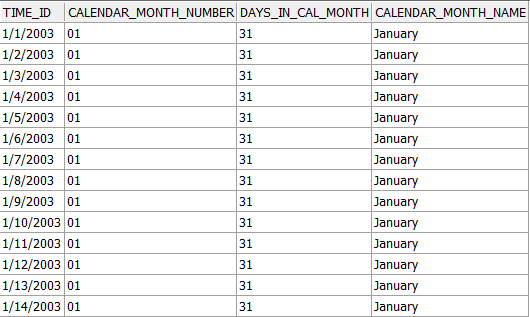 TIME_ID CALENDAR_MONTH_NUMBER DAYS_IN_CAL_MONTH CALENDAR_MONTH_NAME
1/1/2003 01 31 January
1/2/2003 01 31 January
1/3/2003 01 31 January
1/4/2003 01 31 January
1/5/2003 01 31 January
1/6/2003 01 31 January
1/7/2003 01 31 January
1/8/2003 01 31 January
1/9/2003 01 31 January
1/10/2003 01 31 January
1/11/2003 01 31 January
1/12/2003 01 31 January
1/13/2003 01 31 January
1/14/2003 01 31 January